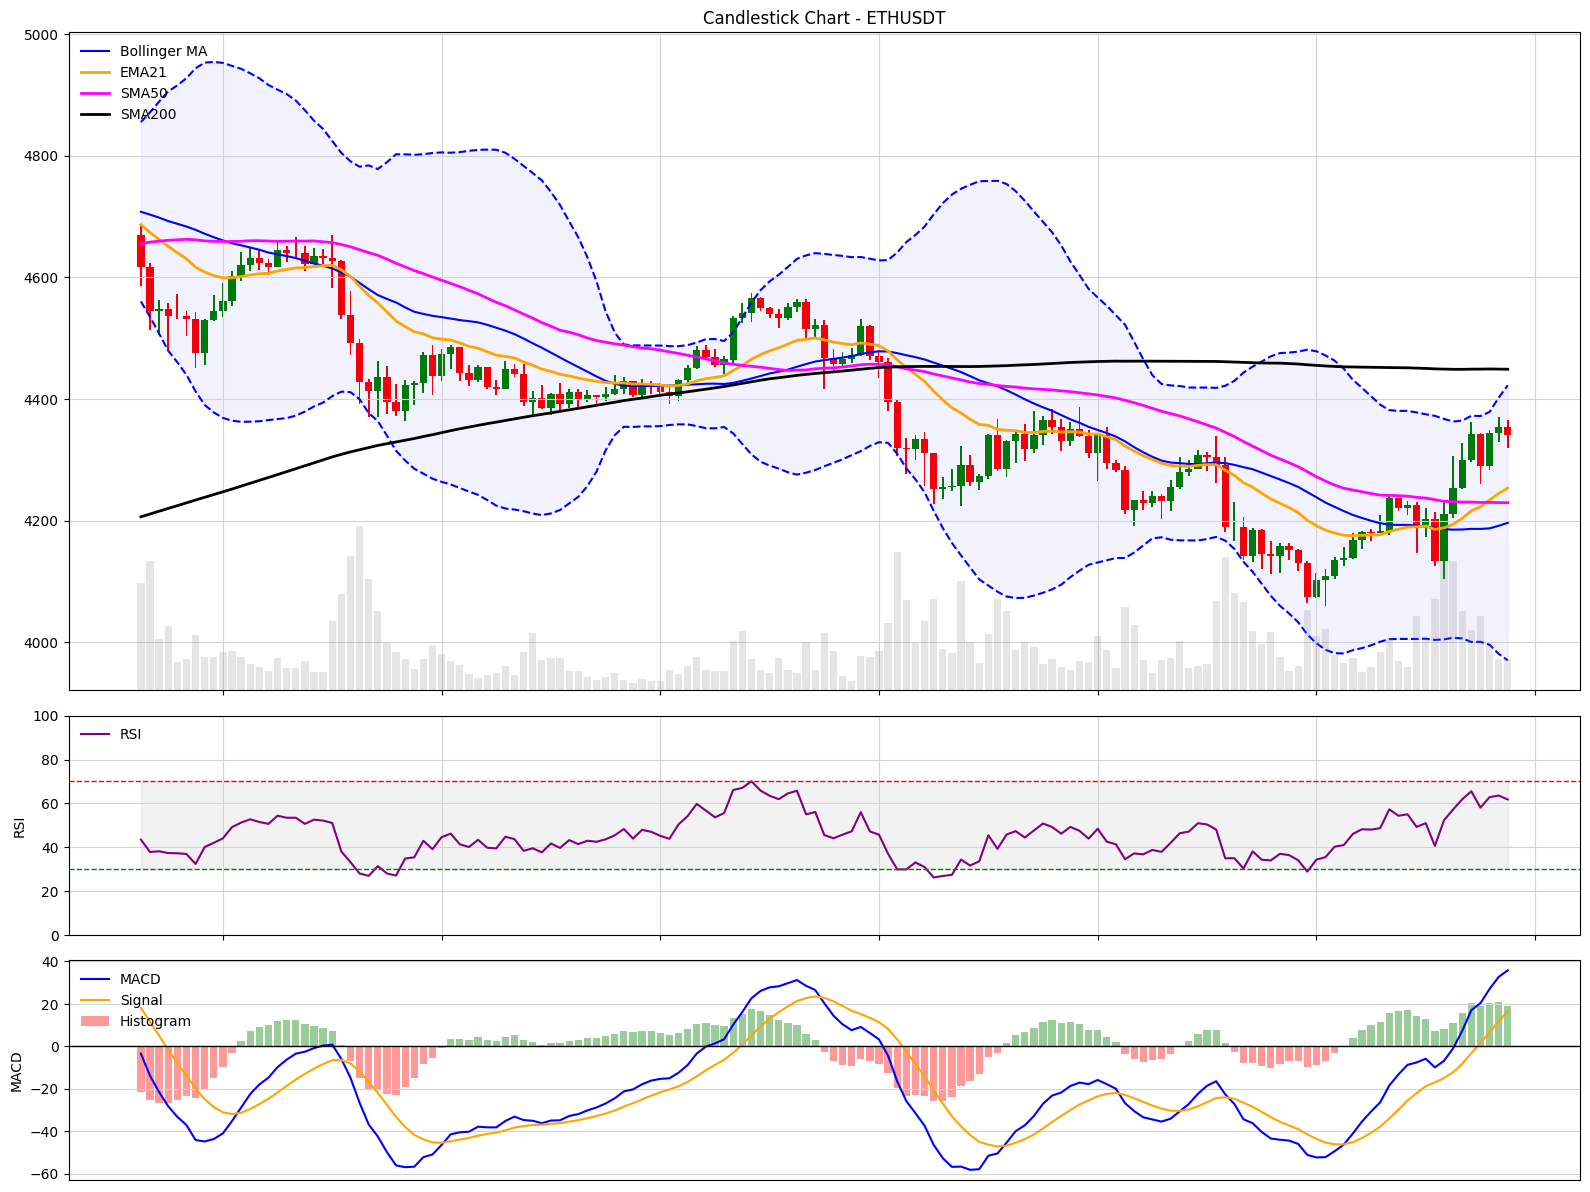 Candlestick Chart - ETHUSDT
5000
4800
4600
4400
4200
4000
Bollinger MA
EMA21
SMA50
SMA200
100
80
60
40
20
0
RSI
RSI
40
20
0
−20
−40
−60
MACD
MACD
Signal
Histogram